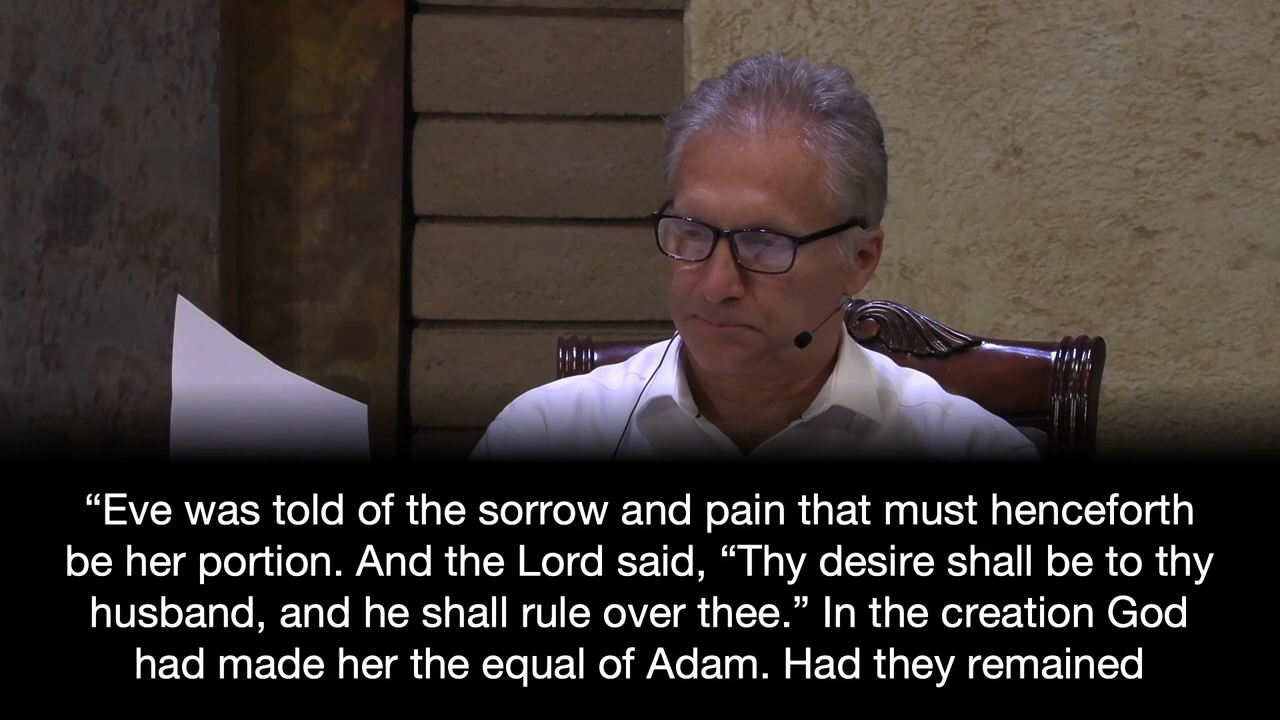 “Eve was told of the sorrow and pain that must henceforth
be her portion. And the Lord said, “Thy desire shall be to thy
husband, and he shall rule over thee.” In the creation God
had made her the equal of Adam. Had they remained